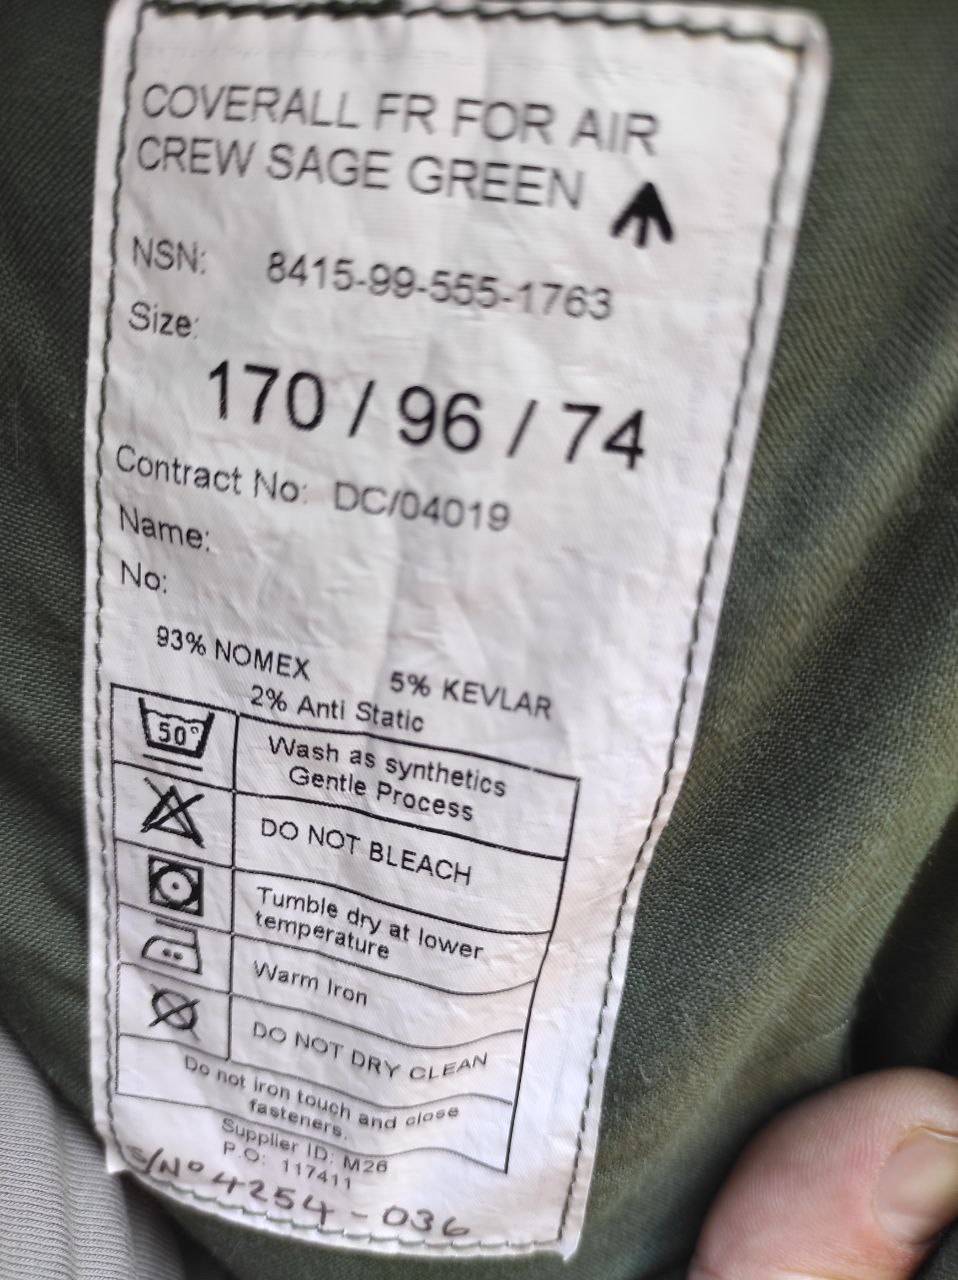 COVERALL FR FOR AIR
CREW SAGE GREEN
NSN: 8415-99-555-1763
Size:
170 / 96 / 74
Contract No: DC/04019
Name:
No:
93% NOMEX 5% KEVLAR
2% Anti Static
50° Wash as synthetics
Gentle Process
DO NOT BLEACH
Tumble dry at lower
temperature
Warm Iron
DO NOT DRY CLEAN
Do not iron touch and close
fasteners.
Supplier ID: M26
P.O: 117411
S/Nº 4254-036